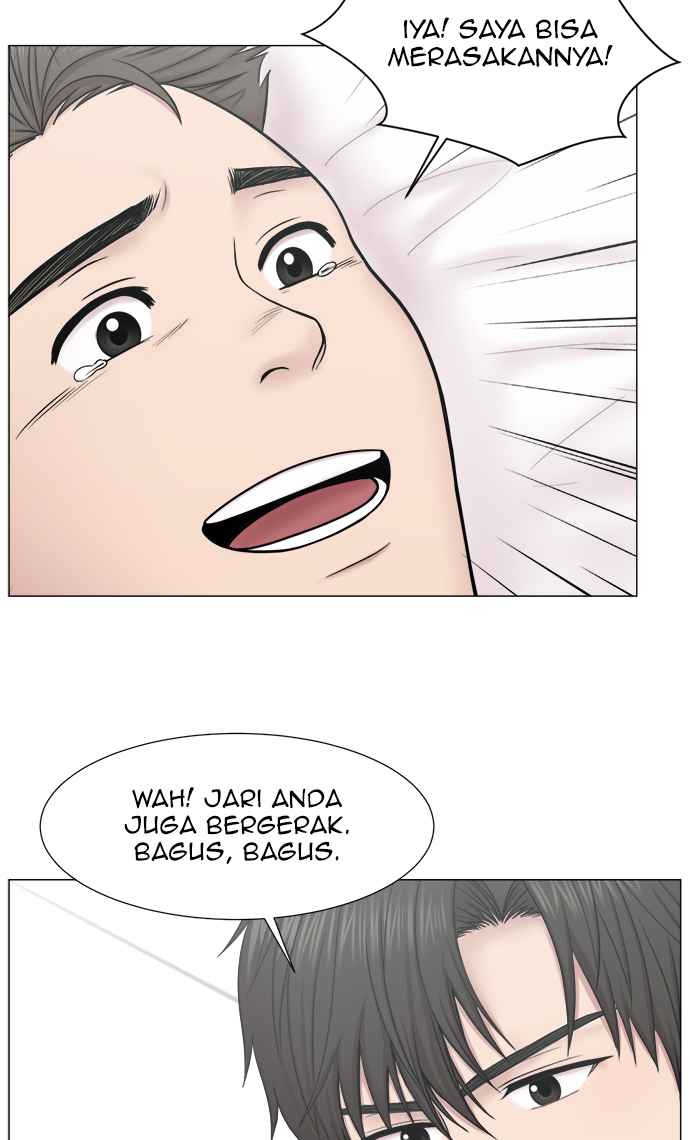 IYA! SAYA BISA
MERASAKANNYA!
WAH! JARI ANDA
JUGA BERGERAK.
BAGUS, BAGUS.